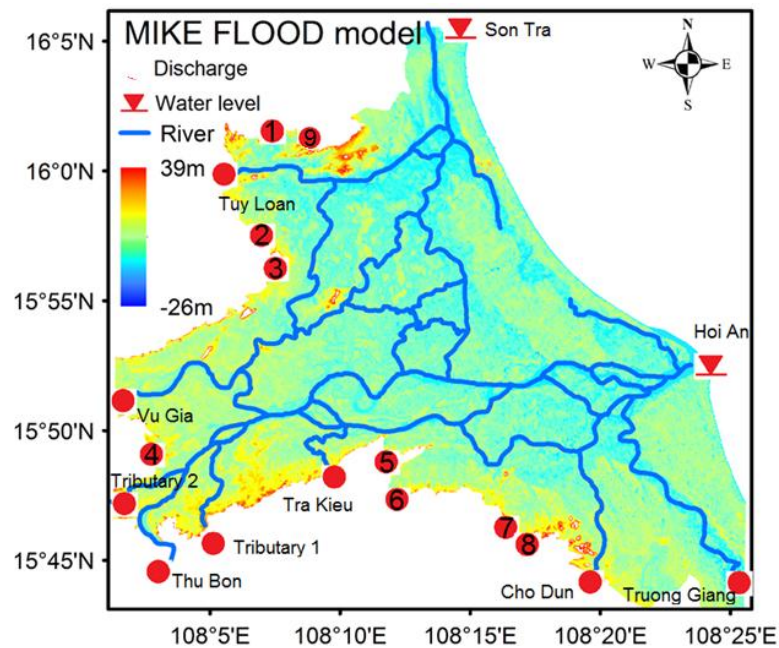 MIKE FLOOD model
Discharge
Water level
River
39m
-26m
N
W E
S
Son Tra
1
9
Tuy Loan
2
3
Hoi An
Vu Gia
4
5
Tributary 2
6
Tra Kieu
7
8
Tributary 1
Thu Bon
Cho Dun
Truong Giang
16°5'N
16°0'N
15°55'N
15°50'N
15°45'N
108°5'E 108°10'E 108°15'E 108°20'E 108°25'E